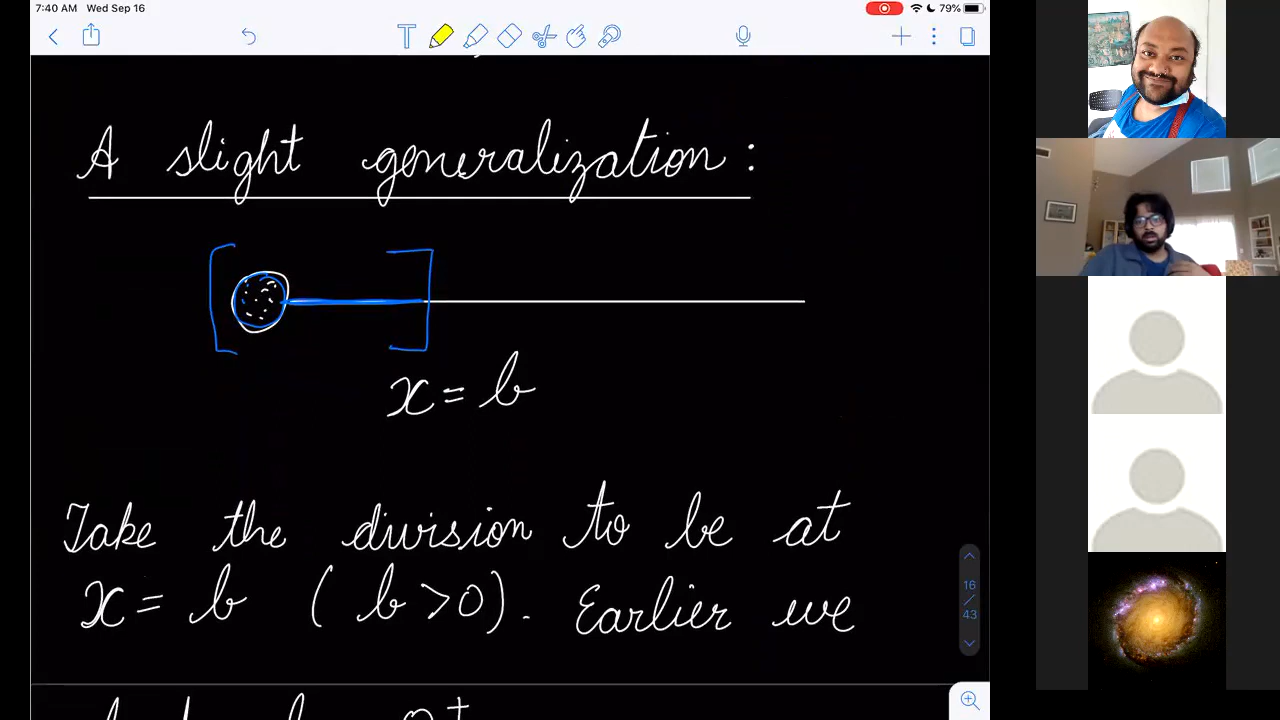 7:40 AM Wed Sep 16
79%
T
A slight generalization:
x = b
Take the division to be at
x = b (b > 0). Earlier we
16
/
43